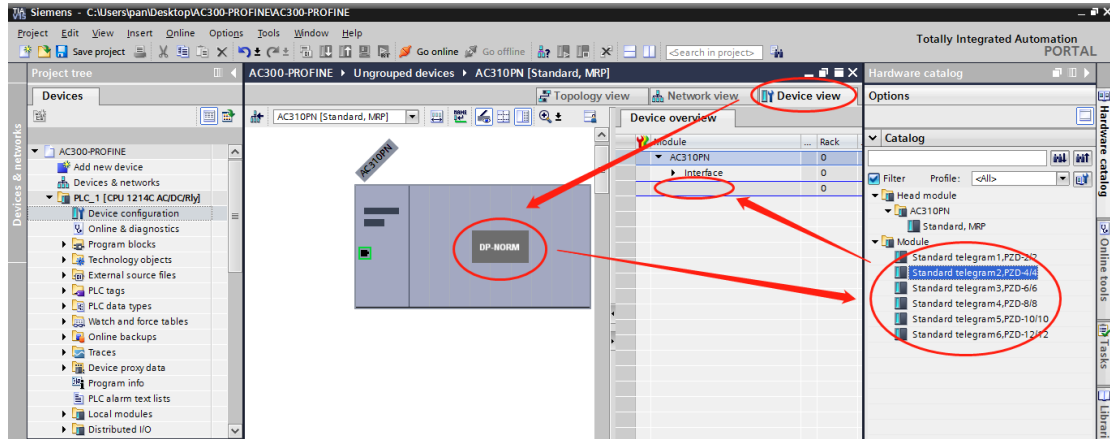 Siemens - C:\Users\pan\Desktop\AC300-PROFINE\AC300-PROFINE
Project Edit View Insert Online Options Tools Window Help
Totally Integrated Automation
PORTAL
Save project
Go online
Go offline
<Search in project>
Project tree
AC300-PROFINE ▸ Ungrouped devices ▸ AC310PN [Standard, MRP]
Hardware catalog
Devices
Topology view
Network view
Device view
Options
AC310PN [Standard, MRP]
Device overview
Module ... Rack
AC310PN 0
Interface 0
0
AC310PN
DP-NORM
AC300-PROFINE
Add new device
Devices & networks
PLC_1 [CPU 1214C AC/DC/Rly]
Device configuration
Online & diagnostics
Program blocks
Technology objects
External source files
PLC tags
PLC data types
Watch and force tables
Online backups
Traces
Device proxy data
Program info
PLC alarm text lists
Local modules
Distributed I/O
Catalog
Filter Profile: <All>
Head module
AC310PN
Standard, MRP
Module
Standard telegram1,PZD-2/2
Standard telegram2,PZD-4/4
Standard telegram3,PZD-6/6
Standard telegram4,PZD-8/8
Standard telegram5,PZD-10/10
Standard telegram6,PZD-12/12
Devices & networks
Hardware catalog
Online tools
Tasks